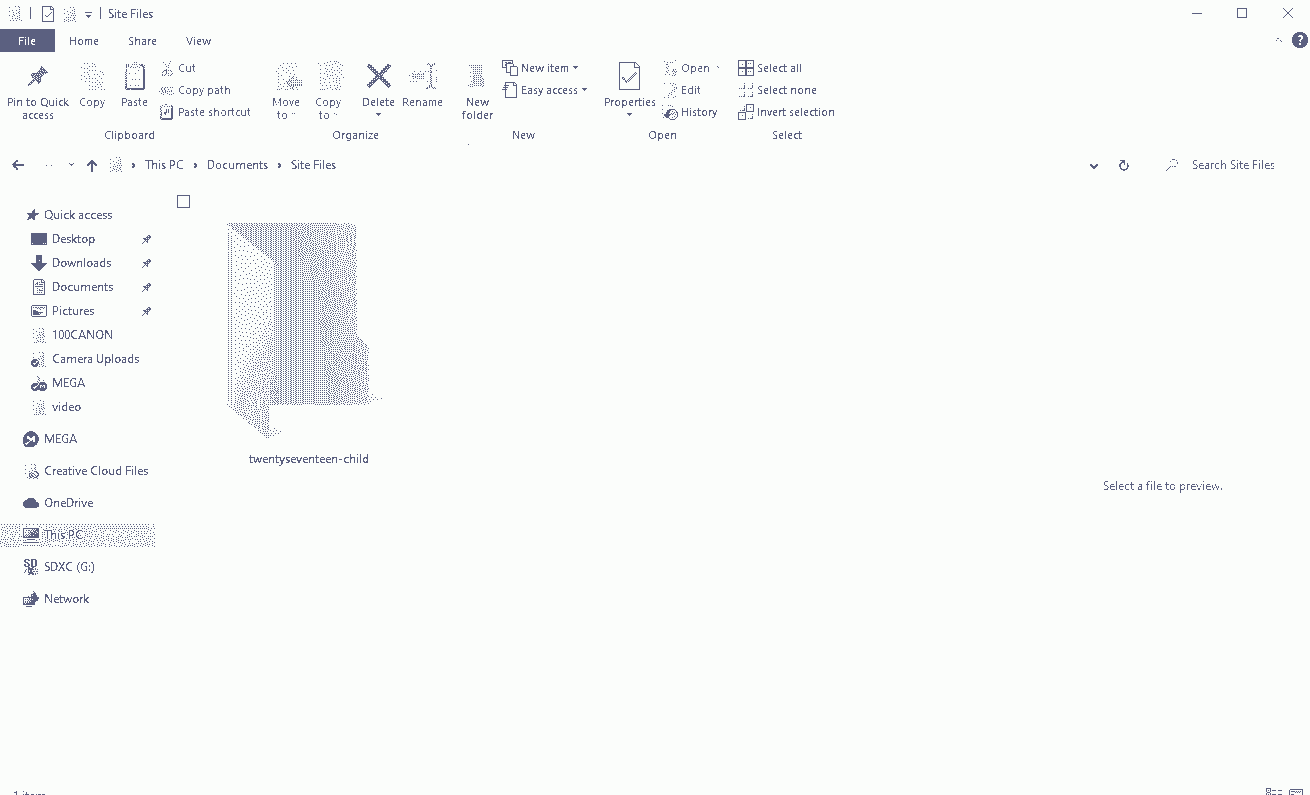 Site Files
File Home Share View
Pin to Quick access
Copy
Paste
Cut
Copy path
Paste shortcut
Clipboard
Move to
Copy to
Delete
Rename
Organize
New folder
New item
Easy access
New
Properties
Open
Edit
History
Open
Select all
Select none
Invert selection
Select
This PC › Documents › Site Files
Search Site Files
Quick access
Desktop
Downloads
Documents
Pictures
100CANON
Camera Uploads
MEGA
video
MEGA
Creative Cloud Files
OneDrive
This PC
SDXC (G:)
Network
twentyseventeen-child
Select a file to preview.
1 item